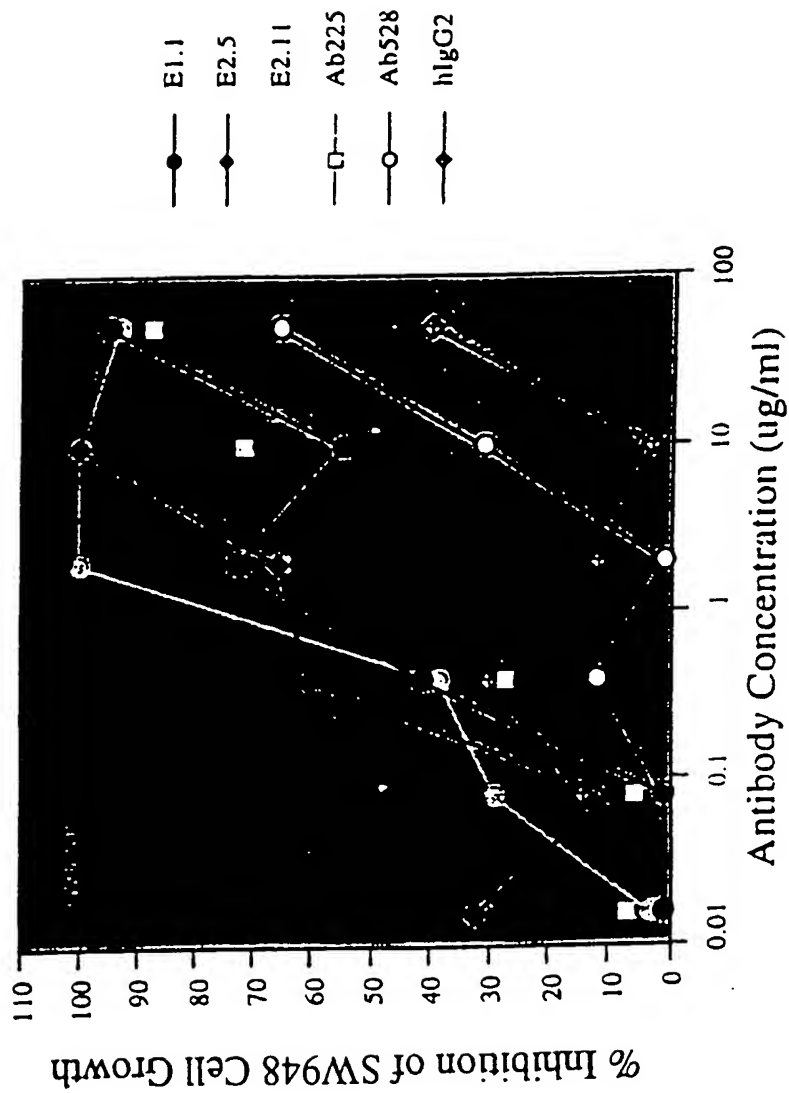 % Inhibition of SW948 Cell Growth
110
100
90
80
70
60
50
40
30
20
10
0
0.01
0.1
1
10
100
Antibody Concentration (ug/ml)
E1.1
E2.5
E2.11
Ab225
Ab528
hIgG2